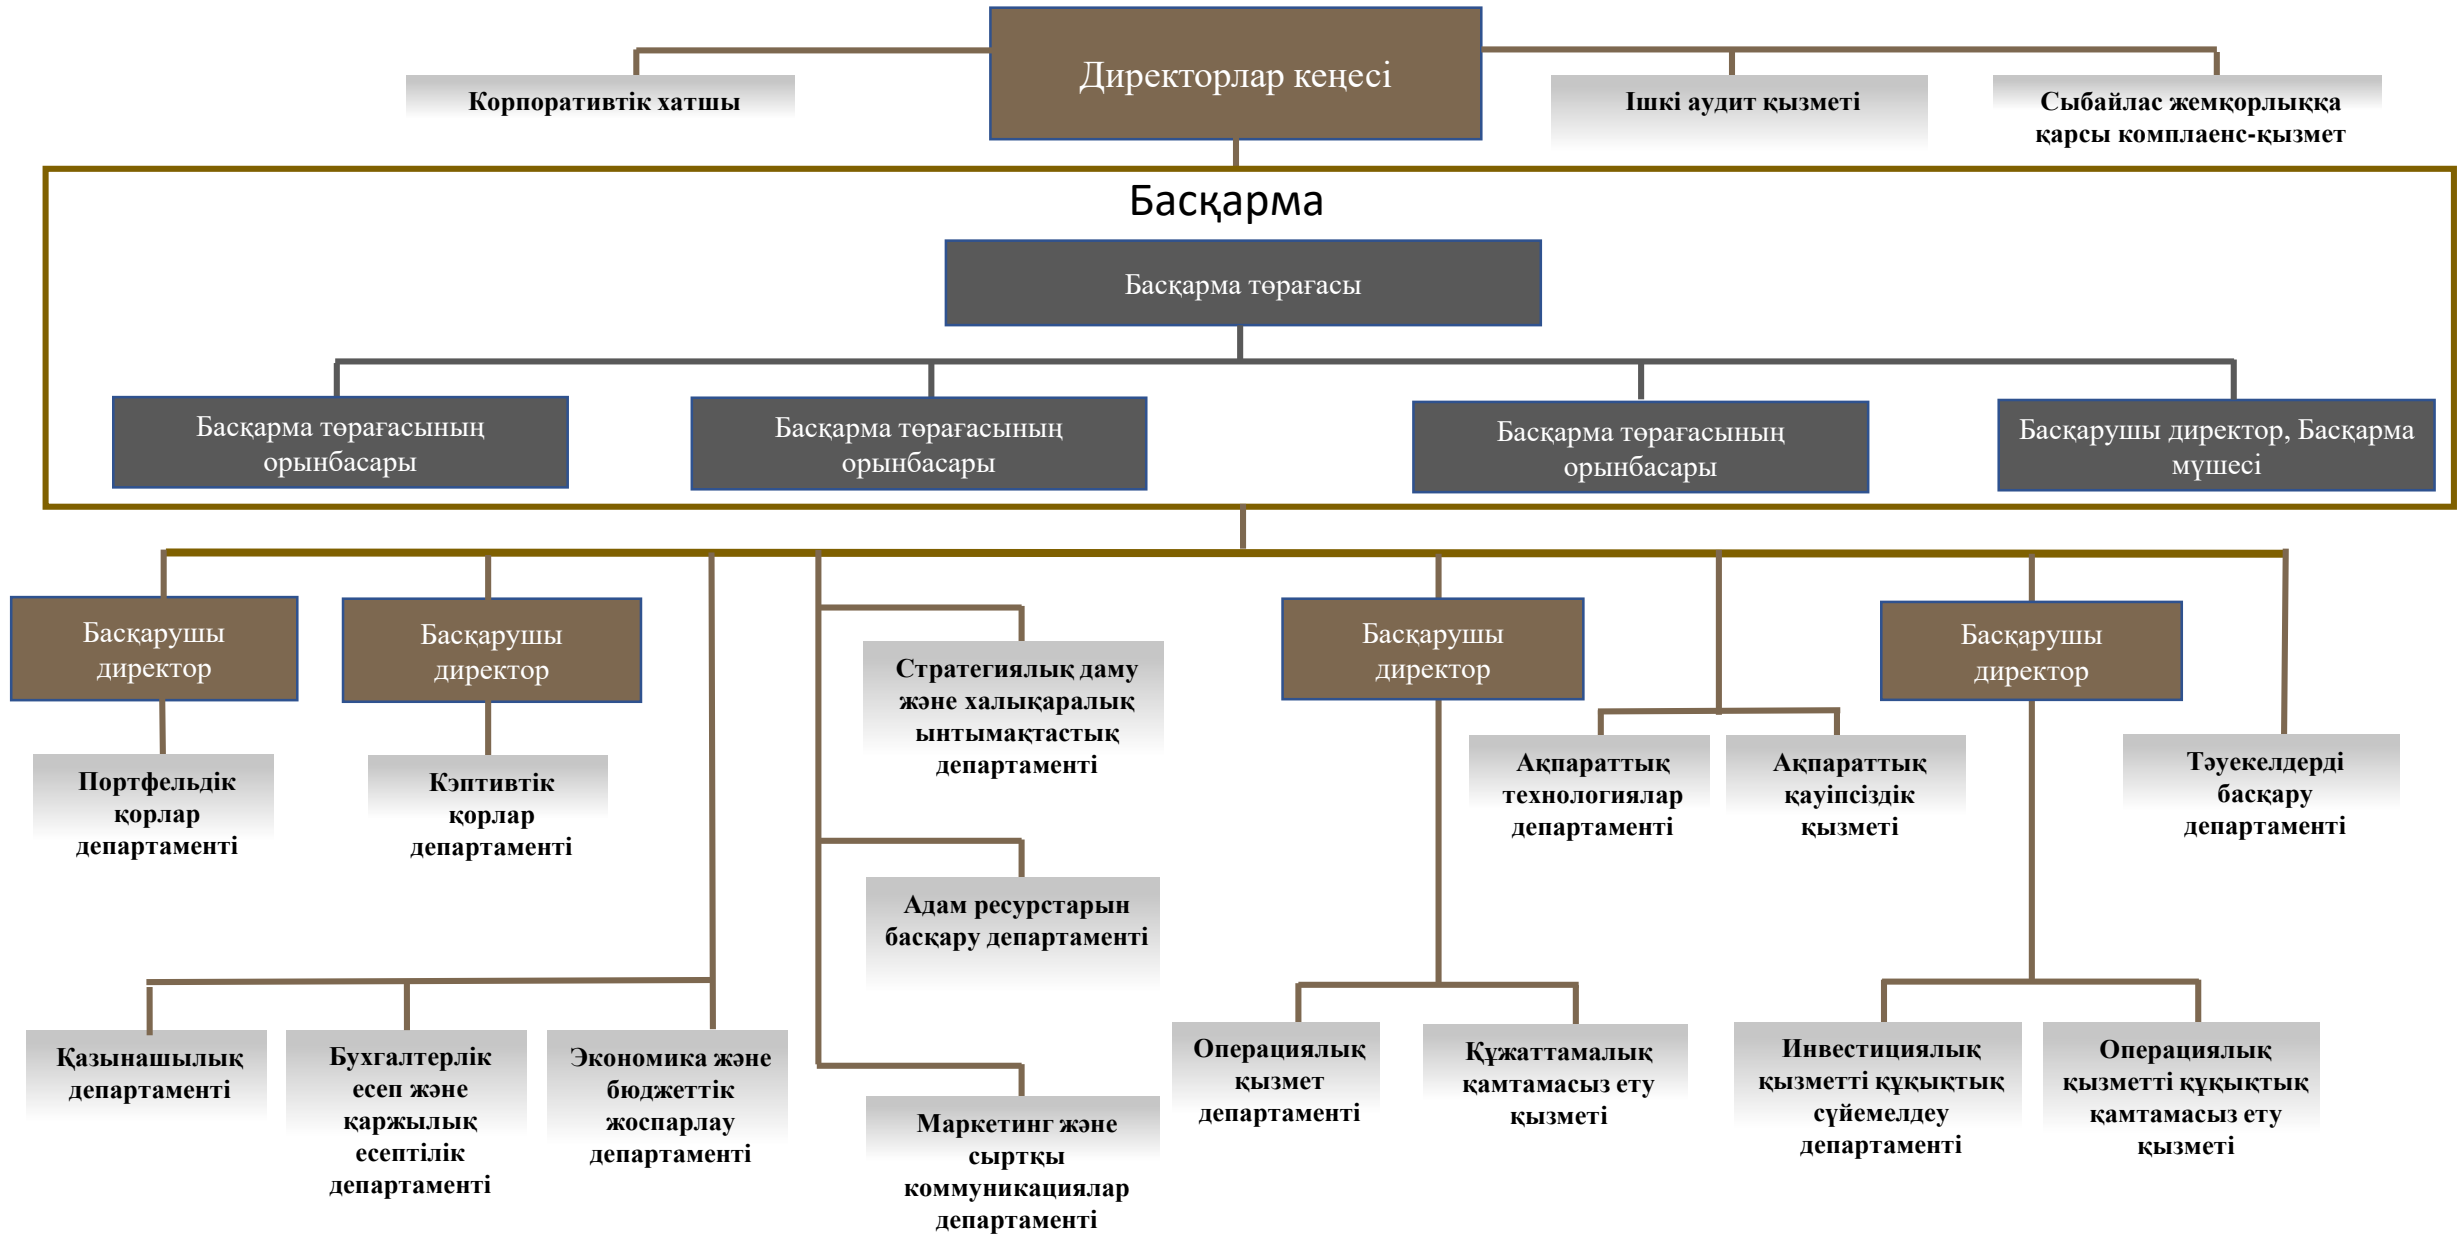 Директорлар кеңесі
Корпоративтік хатшы
Ішкі аудит қызметі
Сыбайлас жемқорлыққа
қарсы комплаенс-қызмет
Басқарма
Басқарма төрағасы
Басқарма төрағасының
орынбасары
Басқарма төрағасының
орынбасары
Басқарма төрағасының
орынбасары
Басқарушы директор, Басқарма
мүшесі
Басқарушы
директор
Басқарушы
директор
Басқарушы
директор
Басқарушы
директор
Стратегиялық даму
және халықаралық
ынтымақтастық
департаменті
Портфельдік
қорлар
департаменті
Кэптивтік
қорлар
департаменті
Ақпараттық
технологиялар
департаменті
Ақпараттық
қауіпсіздік
қызметі
Тәуекелдерді
басқару
департаменті
Адам ресурстарын
басқару департаменті
Қазынашылық
департаменті
Бухгалтерлік
есеп және
қаржылық
есептілік
департаменті
Экономика және
бюджеттік
жоспарлау
департаменті
Маркетинг және
сыртқы
коммуникациялар
департаменті
Операциялық
қызмет
департаменті
Құжаттамалық
қамтамасыз ету
қызметі
Инвестициялық
қызметті құқықтық
сүйемелдеу
департаменті
Операциялық
қызметті құқықтық
қамтамасыз ету
қызметі